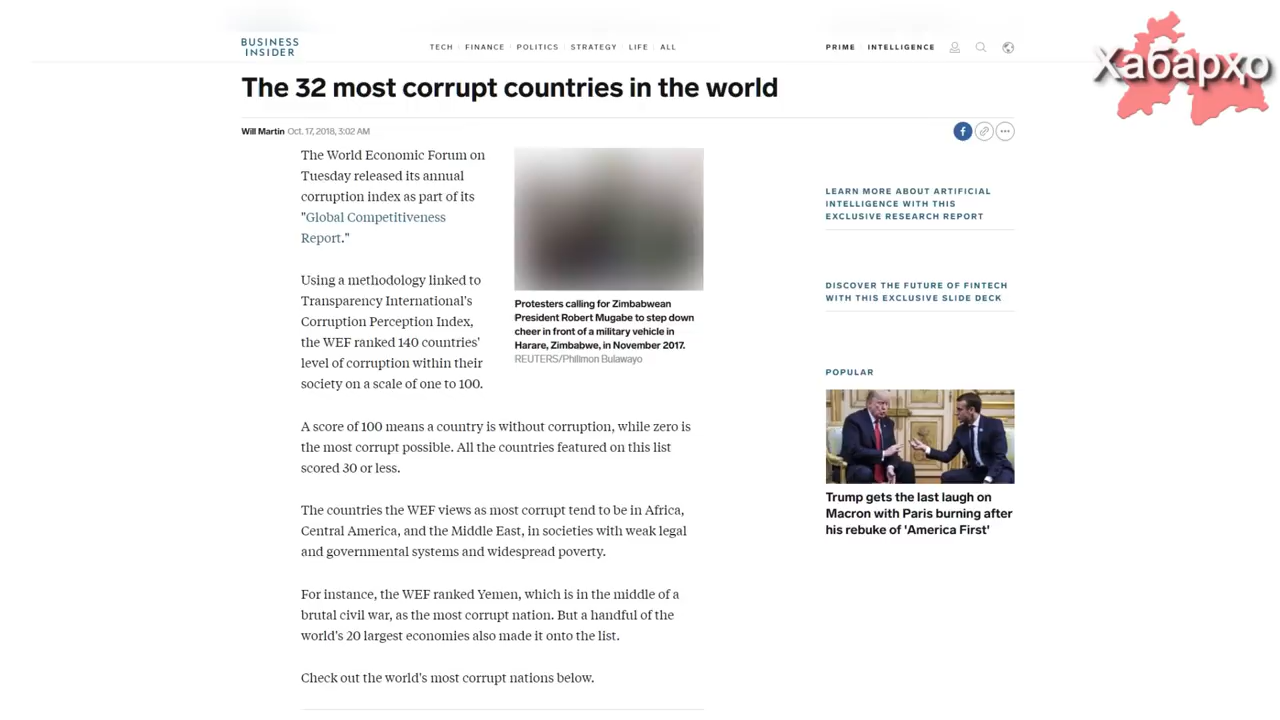 BUSINESS
INSIDER
TECH FINANCE POLITICS STRATEGY LIFE ALL
PRIME INTELLIGENCE
Хабарҳо
The 32 most corrupt countries in the world
Will Martin Oct. 17, 2018, 3:02 AM
The World Economic Forum on
Tuesday released its annual
corruption index as part of its
"Global Competitiveness
Report."
Using a methodology linked to
Transparency International's
Corruption Perception Index,
the WEF ranked 140 countries'
level of corruption within their
society on a scale of one to 100.
Protesters calling for Zimbabwean
President Robert Mugabe to step down
cheer in front of a military vehicle in
Harare, Zimbabwe, in November 2017.
REUTERS/Philimon Bulawayo
A score of 100 means a country is without corruption, while zero is
the most corrupt possible. All the countries featured on this list
scored 30 or less.
The countries the WEF views as most corrupt tend to be in Africa,
Central America, and the Middle East, in societies with weak legal
and governmental systems and widespread poverty.
For instance, the WEF ranked Yemen, which is in the middle of a
brutal civil war, as the most corrupt nation. But a handful of the
world's 20 largest economies also made it onto the list.
Check out the world's most corrupt nations below.
LEARN MORE ABOUT ARTIFICIAL
INTELLIGENCE WITH THIS
EXCLUSIVE RESEARCH REPORT
DISCOVER THE FUTURE OF FINTECH
WITH THIS EXCLUSIVE SLIDE DECK
POPULAR
Trump gets the last laugh on
Macron with Paris burning after
his rebuke of 'America First'